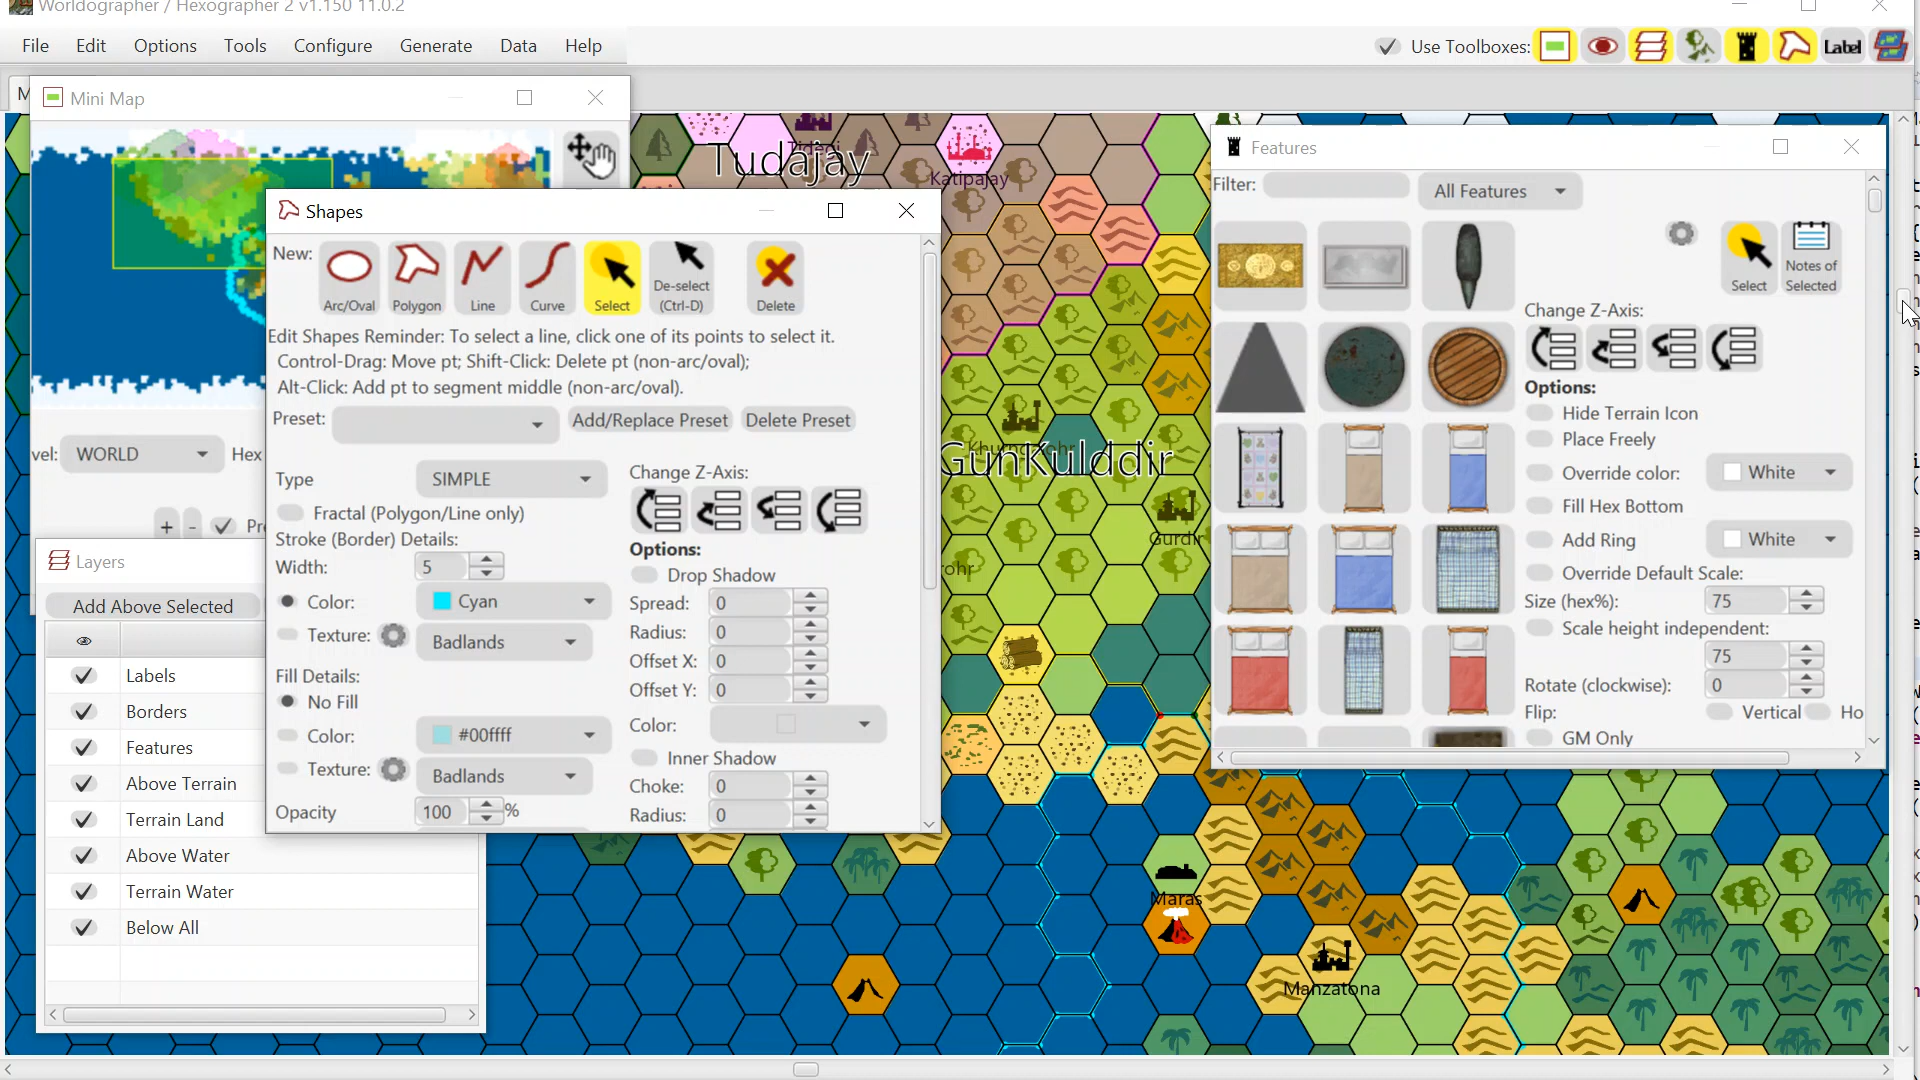 Worldographer / Hexographer 2 v1.150 11.0.2
File Edit Options Tools Configure Generate Data Help
Use Toolboxes:
Label
Mini Map
WORLD
Hex
+ -
Layers
Add Above Selected
Labels
Borders
Features
Above Terrain
Terrain Land
Above Water
Terrain Water
Below All
Shapes
New:
Arc/Oval
Polygon
Line
Curve
Select
De-select
(Ctrl-D)
Delete
Edit Shapes Reminder: To select a line, click one of its points to select it.
Control-Drag: Move pt; Shift-Click: Delete pt (non-arc/oval);
Alt-Click: Add pt to segment middle (non-arc/oval).
Preset: Add/Replace Preset Delete Preset
Type SIMPLE
Fractal (Polygon/Line only)
Stroke (Border) Details:
Width: 5
Color: Cyan
Texture: Badlands
Fill Details:
No Fill
Color: #00ffff
Texture: Badlands
Opacity 100 %
Change Z-Axis:
Options:
Drop Shadow
Spread: 0
Radius: 0
Offset X: 0
Offset Y: 0
Color:
Inner Shadow
Choke: 0
Radius: 0
Tudajay
Katipajay
GunKulddir
Gurdir
Maras
Manzatona
Features
Filter: All Features
Select
Notes of
Selected
Change Z-Axis:
Options:
Hide Terrain Icon
Place Freely
Override color: White
Fill Hex Bottom
Add Ring White
Override Default Scale:
Size (hex%): 75
Scale height independent:
75
Rotate (clockwise): 0
Flip: Vertical Ho
GM Only